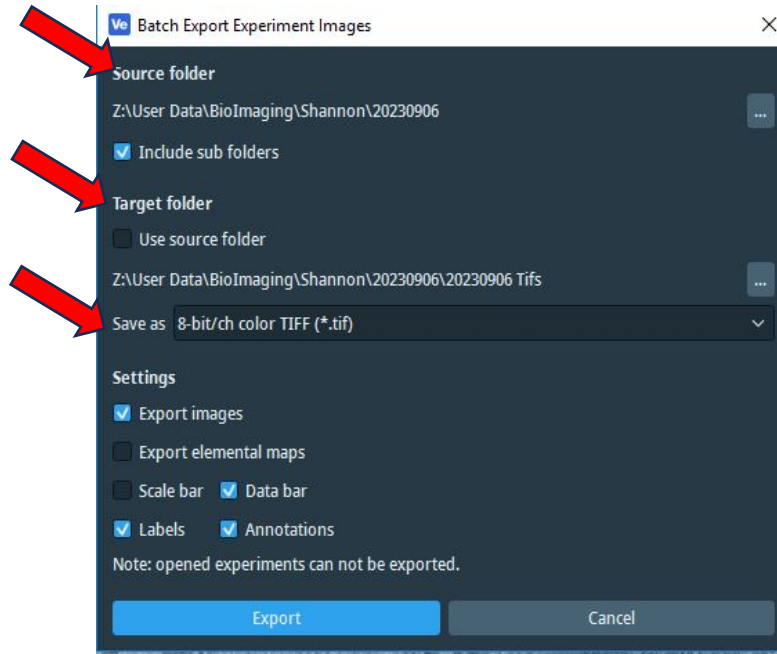 Ve Batch Export Experiment Images
Source folder
Z:\User Data\BioImaging\Shannon\20230906
...
Include sub folders
Target folder
Use source folder
Z:\User Data\BioImaging\Shannon\20230906\20230906 Tifs
...
Save as 8-bit/ch color TIFF (*.tif)
Settings
Export images
Export elemental maps
Scale bar Data bar
Labels Annotations
Note: opened experiments can not be exported.
Export Cancel